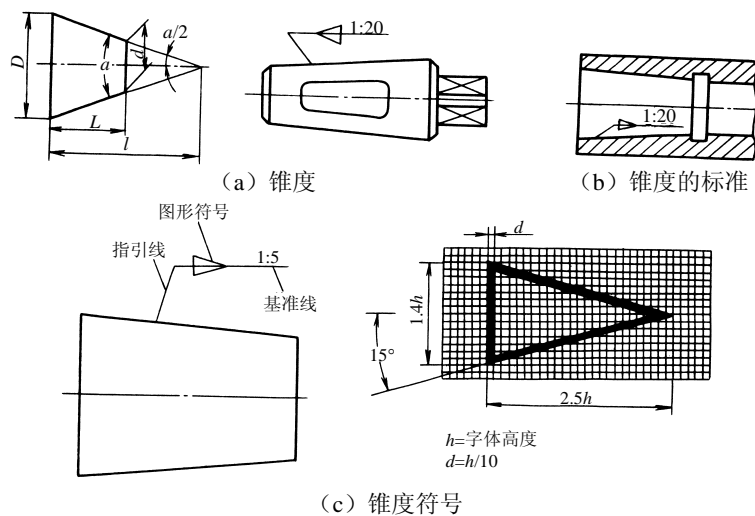 a/2
D
a
d
L
l
1:20
1:20
（a）锥度
（b）锥度的标准
图形符号
指引线
1:5
基准线
d
1.4h
15°
2.5h
h=字体高度
d=h/10
（c）锥度符号